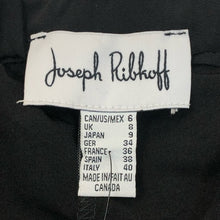 Joseph Ribkoff
CAN/US/MEX 6
UK 8
JAPAN 9
GER 34
FRANCE 36
SPAIN 38
ITALY 40
MADE IN/FAIT AU
CANADA